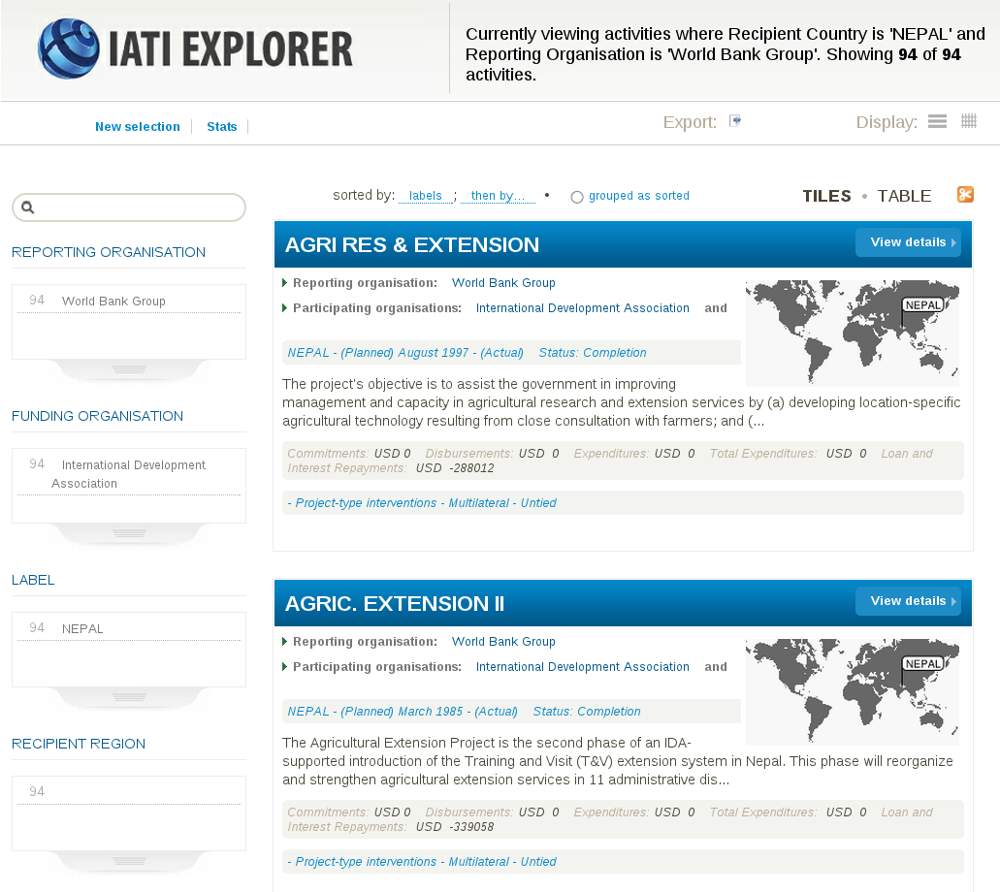 IATI EXPLORER
Currently viewing activities where Recipient Country is 'NEPAL' and
Reporting Organisation is 'World Bank Group'. Showing 94 of 94
activities.
New selection
Stats
Export:
Display:
sorted by: labels; then by... • grouped as sorted
TILES • TABLE
REPORTING ORGANISATION
94 World Bank Group
FUNDING ORGANISATION
94 International Development
Association
LABEL
94 NEPAL
RECIPIENT REGION
94
AGRI RES & EXTENSION
View details
Reporting organisation: World Bank Group
Participating organisations: International Development Association and
NEPAL
NEPAL - (Planned) August 1997 - (Actual) Status: Completion
The project's objective is to assist the government in improving
management and capacity in agricultural research and extension services by (a) developing location-specific
agricultural technology resulting from close consultation with farmers; and (...
Commitments: USD 0 Disbursements: USD 0 Expenditures: USD 0 Total Expenditures: USD 0 Loan and
Interest Repayments: USD -288012
- Project-type interventions - Multilateral - Untied
AGRIC. EXTENSION II
View details
Reporting organisation: World Bank Group
Participating organisations: International Development Association and
NEPAL
NEPAL - (Planned) March 1985 - (Actual) Status: Completion
The Agricultural Extension Project is the second phase of an IDA-
supported introduction of the Training and Visit (T&V) extension system in Nepal. This phase will reorganize
and strengthen agricultural extension services in 11 administrative dis...
Commitments: USD 0 Disbursements: USD 0 Expenditures: USD 0 Total Expenditures: USD 0 Loan and
Interest Repayments: USD -339058
- Project-type interventions - Multilateral - Untied